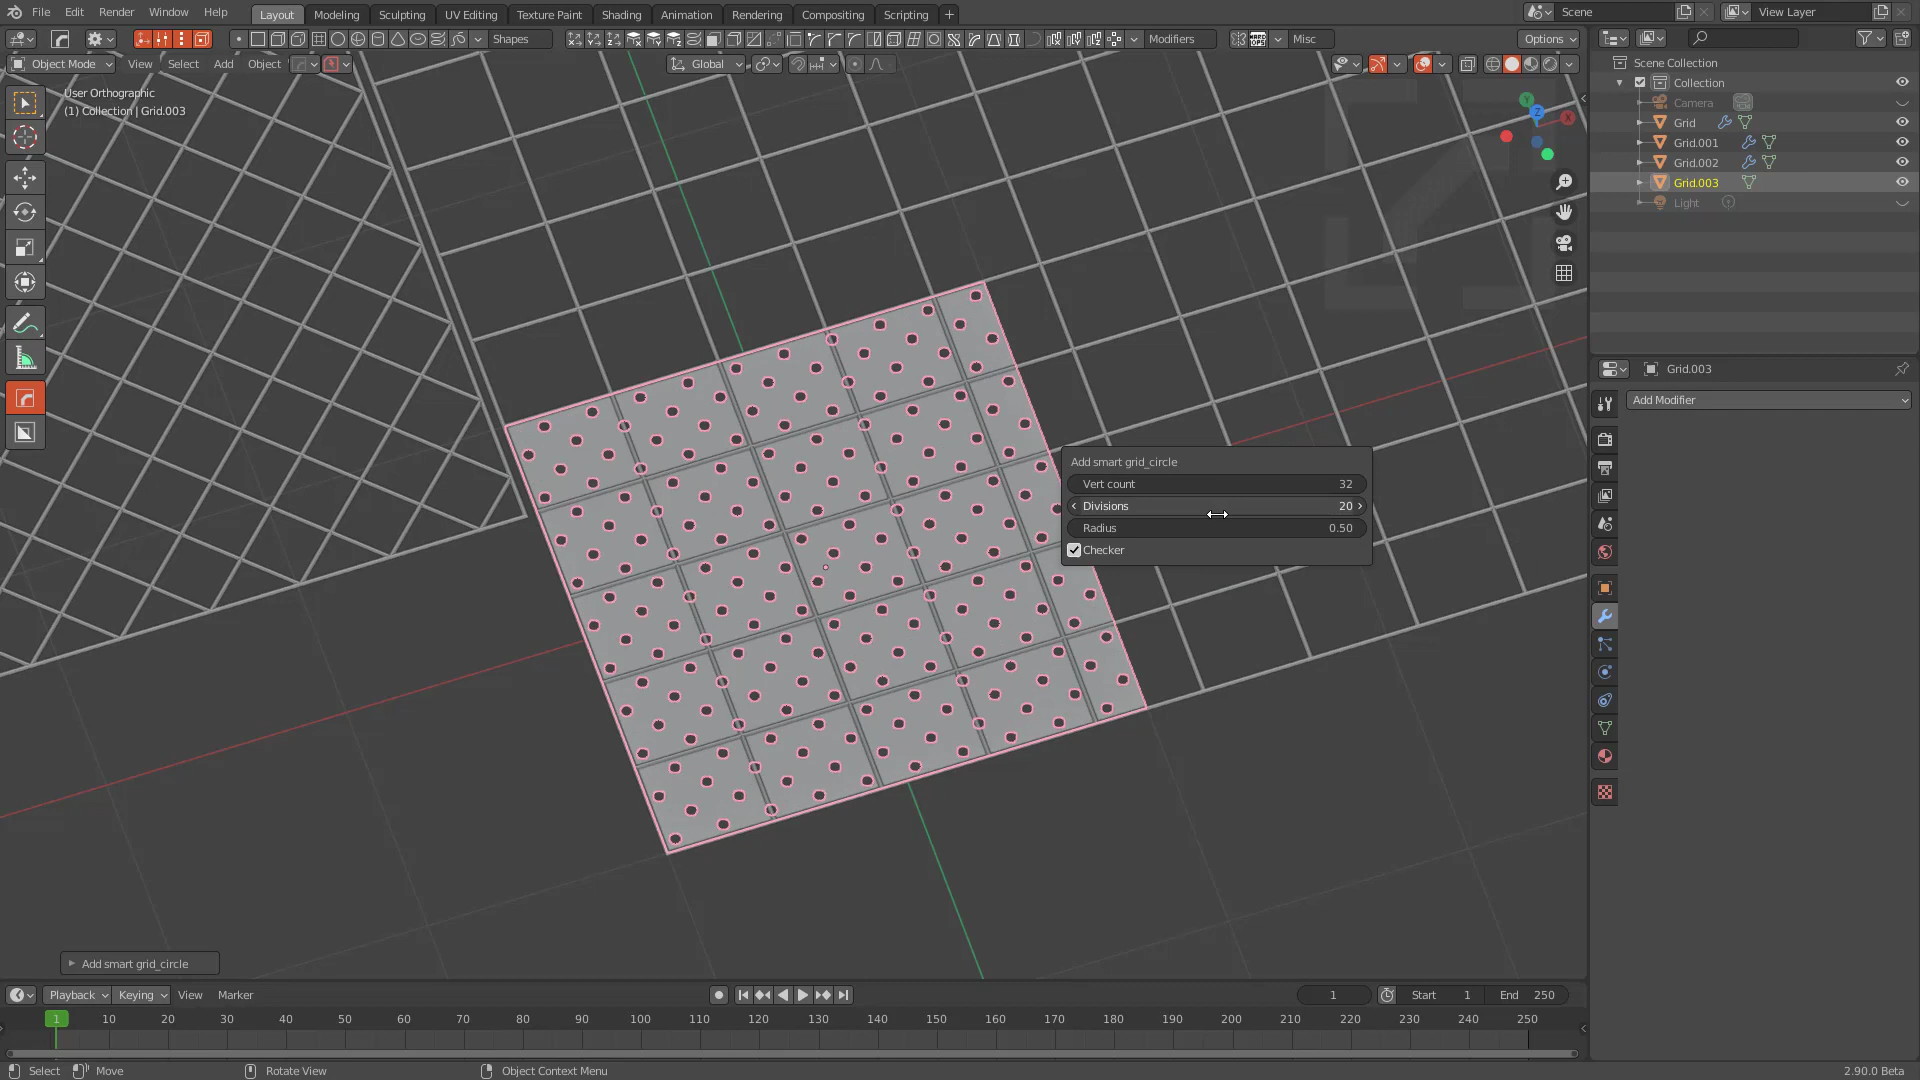 File Edit Render Window Help
Layout Modeling Sculpting UV Editing Texture Paint Shading Animation Rendering Compositing Scripting +
Scene
View Layer
Shapes
Modifiers
Misc
Options
Object Mode View Select Add Object
Global
User Orthographic
(1) Collection | Grid.003
Y
Z
X
Scene Collection
Collection
Camera
Grid
Grid.001
Grid.002
Grid.003
Light
Grid.003
Add Modifier
Add smart grid_circle
Vert count 32
Divisions 20
Radius 0.50
Checker
Add smart grid_circle
Playback Keying View Marker
1
Start 1
End 250
1 10 20 30 40 50 60 70 80 90 100 110 120 130 140 150 160 170 180 190 200 210 220 230 240 250
Select Move Rotate View Object Context Menu 2.90.0 Beta